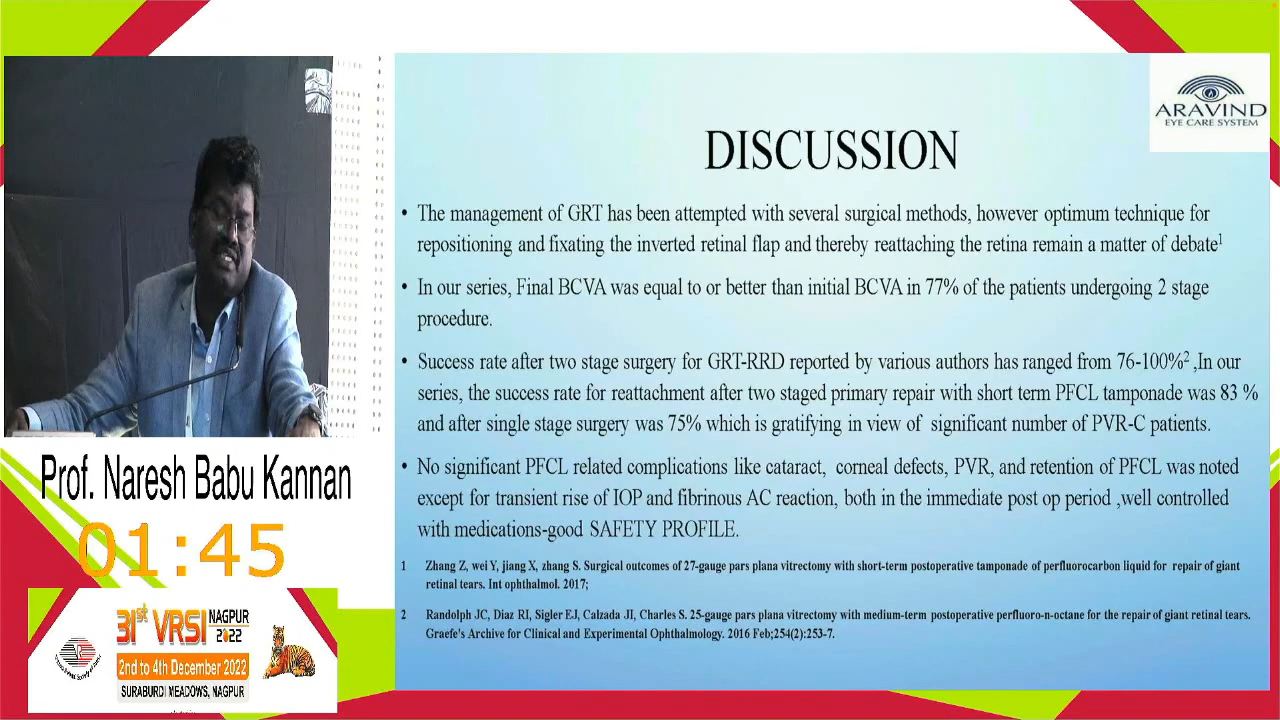 ARAVIND
EYE CARE SYSTEM
DISCUSSION
• The management of GRT has been attempted with several surgical methods, however optimum technique for
repositioning and fixating the inverted retinal flap and thereby reattaching the retina remain a matter of debate1
• In our series, Final BCVA was equal to or better than initial BCVA in 77% of the patients undergoing 2 stage
procedure.
• Success rate after two stage surgery for GRT-RRD reported by various authors has ranged from 76-100%2 ,In our
series, the success rate for reattachment after two staged primary repair with short term PFCL tamponade was 83 %
and after single stage surgery was 75% which is gratifying in view of significant number of PVR-C patients.
• No significant PFCL related complications like cataract, corneal defects, PVR, and retention of PFCL was noted
except for transient rise of IOP and fibrinous AC reaction, both in the immediate post op period ,well controlled
with medications-good SAFETY PROFILE.
1 Zhang Z, wei Y, jiang X, zhang S. Surgical outcomes of 27-gauge pars plana vitrectomy with short-term postoperative tamponade of perfluorocarbon liquid for repair of giant
retinal tears. Int ophthalmol. 2017;
2 Randolph JC, Diaz RI, Sigler EJ, Calzada JI, Charles S. 25-gauge pars plana vitrectomy with medium-term postoperative perfluoro-n-octane for the repair of giant retinal tears.
Graefe's Archive for Clinical and Experimental Ophthalmology. 2016 Feb;254(2):253-7.
Prof. Naresh Babu Kannan
01:45
31st VRSI NAGPUR 2022
2nd to 4th December 2022
SURABURDI MEADOWS, NAGPUR